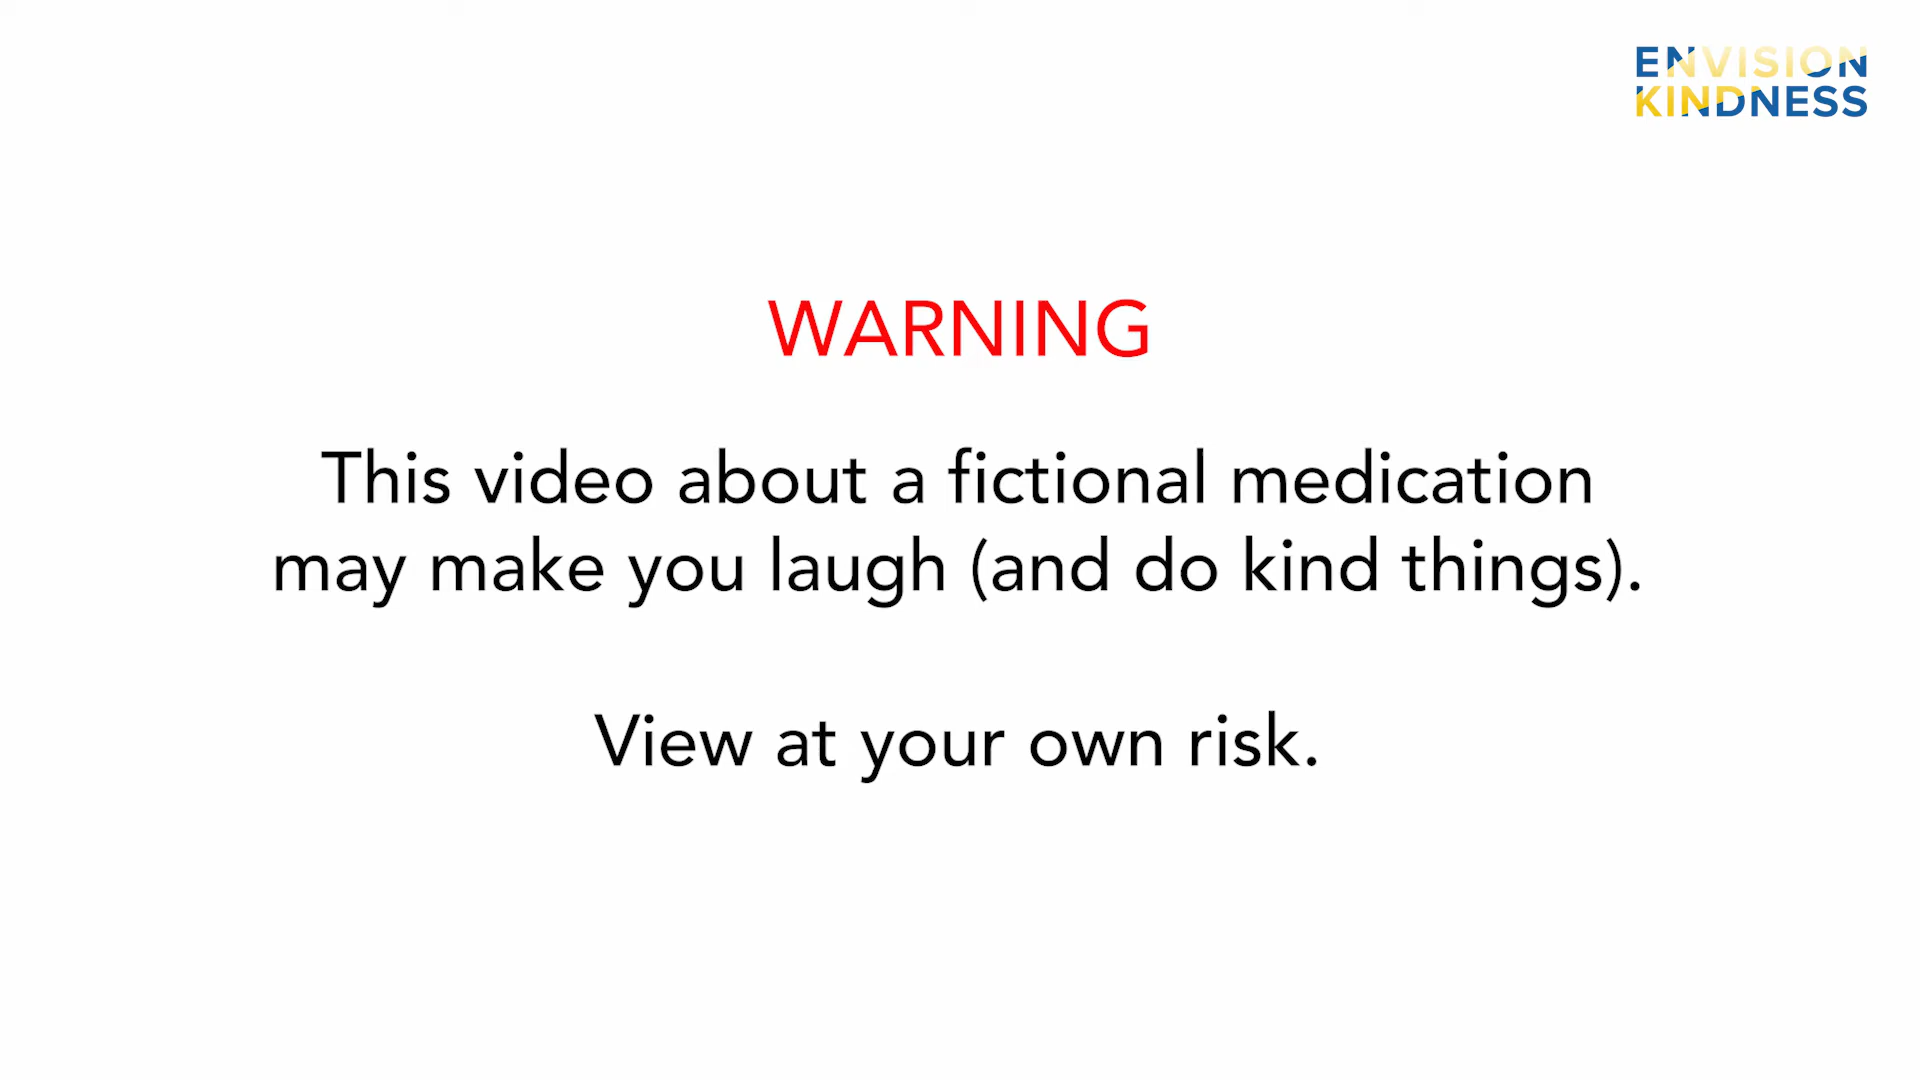 ENVISION
KINDNESS
WARNING
This video about a fictional medication
may make you laugh (and do kind things).
View at your own risk.